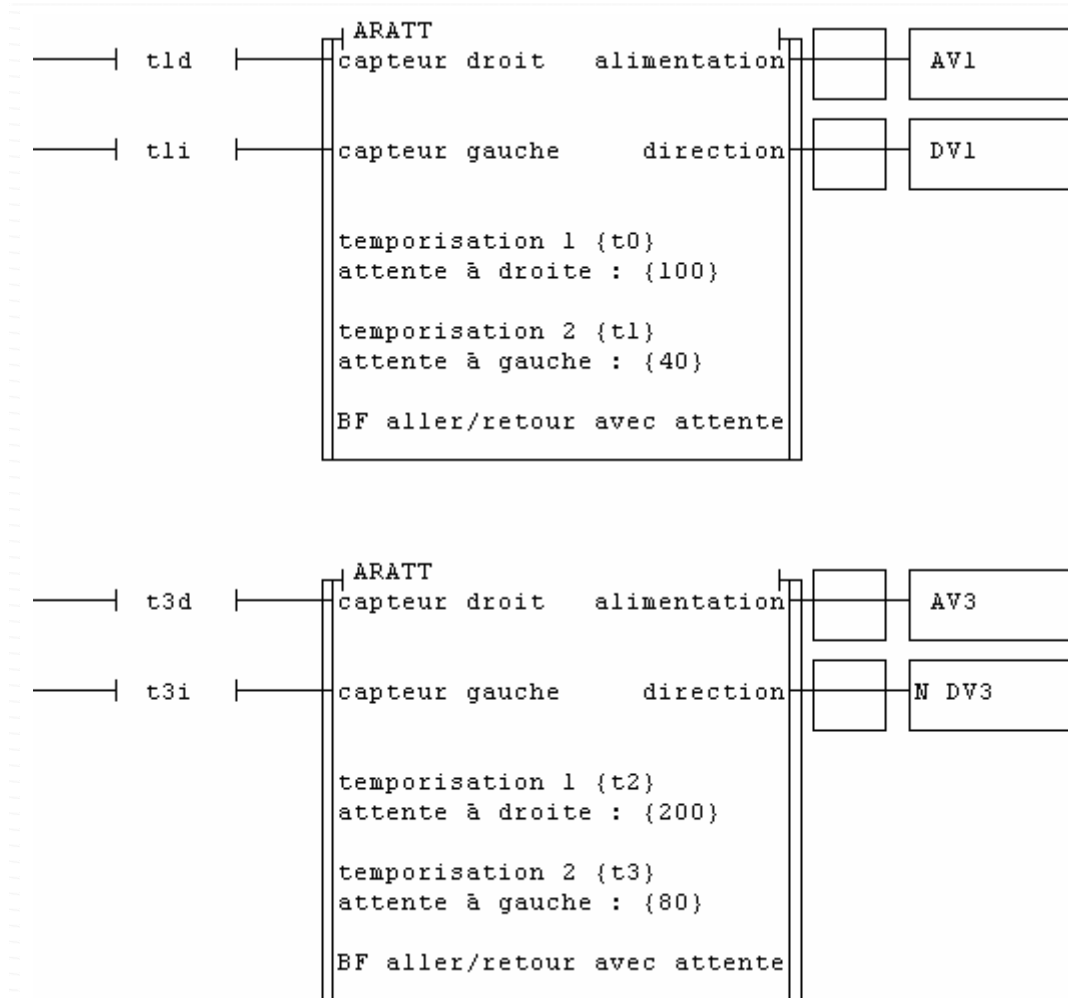 ARATT
t1d capteur droit alimentation AV1
t1i capteur gauche direction DV1
temporisation 1 {t0}
attente à droite : {100}
temporisation 2 {t1}
attente à gauche : {40}
BF aller/retour avec attente
ARATT
t3d capteur droit alimentation AV3
t3i capteur gauche direction N DV3
temporisation 1 {t2}
attente à droite : {200}
temporisation 2 {t3}
attente à gauche : {80}
BF aller/retour avec attente